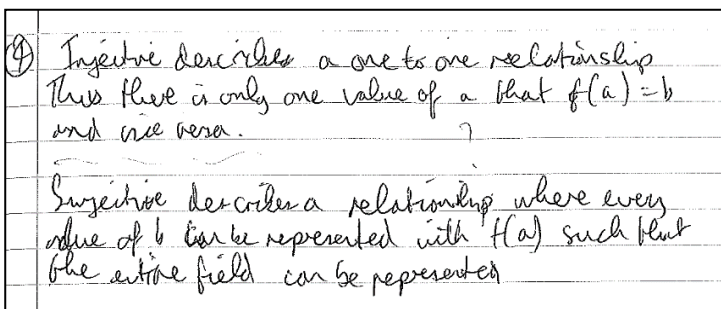 ④ Injective describes a one to one relationship
Thus there is only one value of a that f(a) = b
and vice versa. ?
Surjective describes a relationship where every
value of b can be represented with f(a) such that
the entire field can be represented